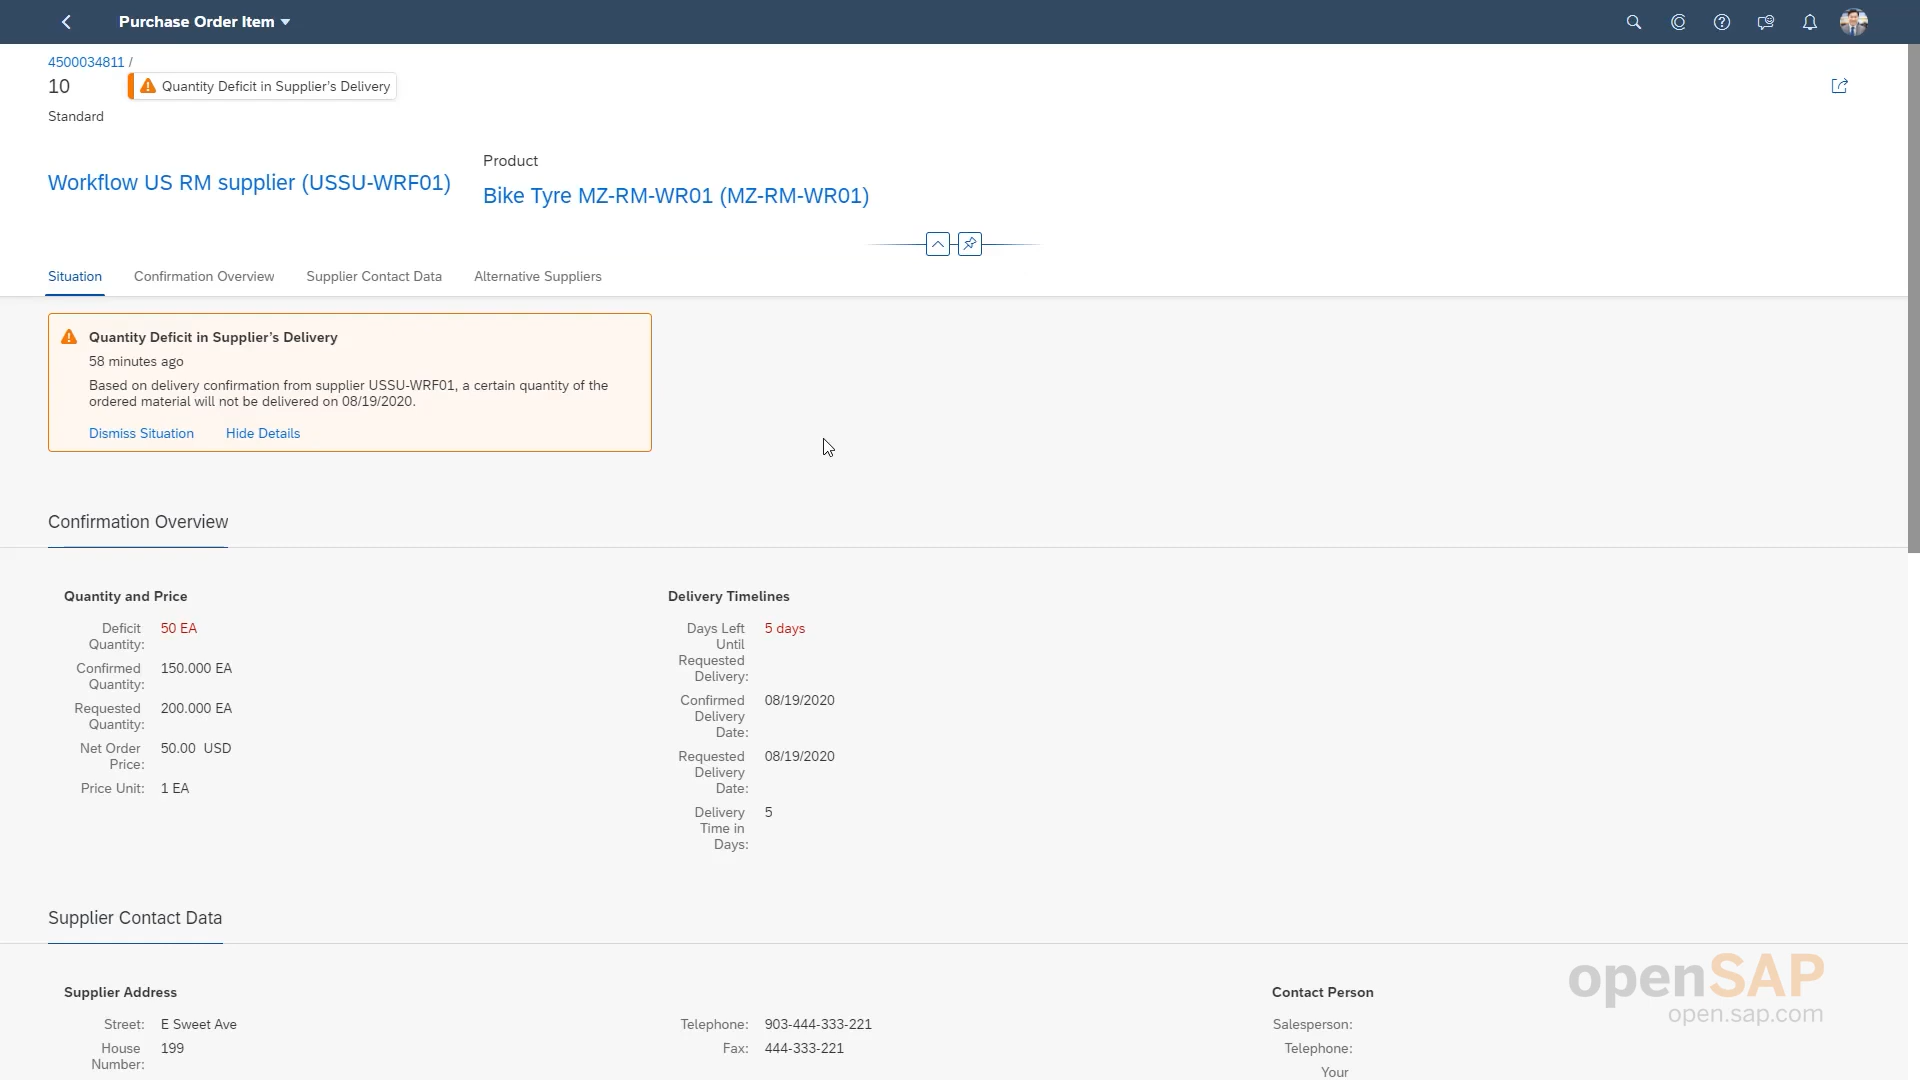 Purchase Order Item
4500034811 /
10
Quantity Deficit in Supplier’s Delivery
Standard
Workflow US RM supplier (USSU-WRF01)
Product
Bike Tyre MZ-RM-WR01 (MZ-RM-WR01)
Situation
Confirmation Overview
Supplier Contact Data
Alternative Suppliers
Quantity Deficit in Supplier’s Delivery
58 minutes ago
Based on delivery confirmation from supplier USSU-WRF01, a certain quantity of the
ordered material will not be delivered on 08/19/2020.
Dismiss Situation
Hide Details
Confirmation Overview
Quantity and Price
Deficit
Quantity:
50 EA
Confirmed
Quantity:
150.000 EA
Requested
Quantity:
200.000 EA
Net Order
Price:
50.00 USD
Price Unit:
1 EA
Delivery Timelines
Days Left
Until
Requested
Delivery:
5 days
Confirmed
Delivery
Date:
08/19/2020
Requested
Delivery
Date:
08/19/2020
Delivery
Time in
Days:
5
Supplier Contact Data
Supplier Address
Street:
E Sweet Ave
House
Number:
199
Telephone:
903-444-333-221
Fax:
444-333-221
Contact Person
Salesperson:
Telephone:
Your
openSAP
open.sap.com